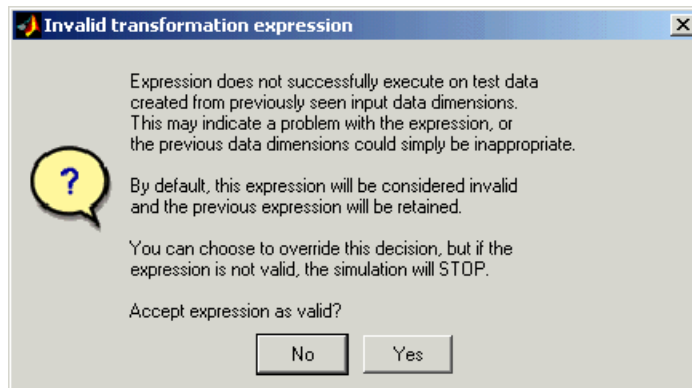 Invalid transformation expression
Expression does not successfully execute on test data
created from previously seen input data dimensions.
This may indicate a problem with the expression, or
the previous data dimensions could simply be inappropriate.
By default, this expression will be considered invalid
and the previous expression will be retained.
You can choose to override this decision, but if the
expression is not valid, the simulation will STOP.
Accept expression as valid?
No Yes